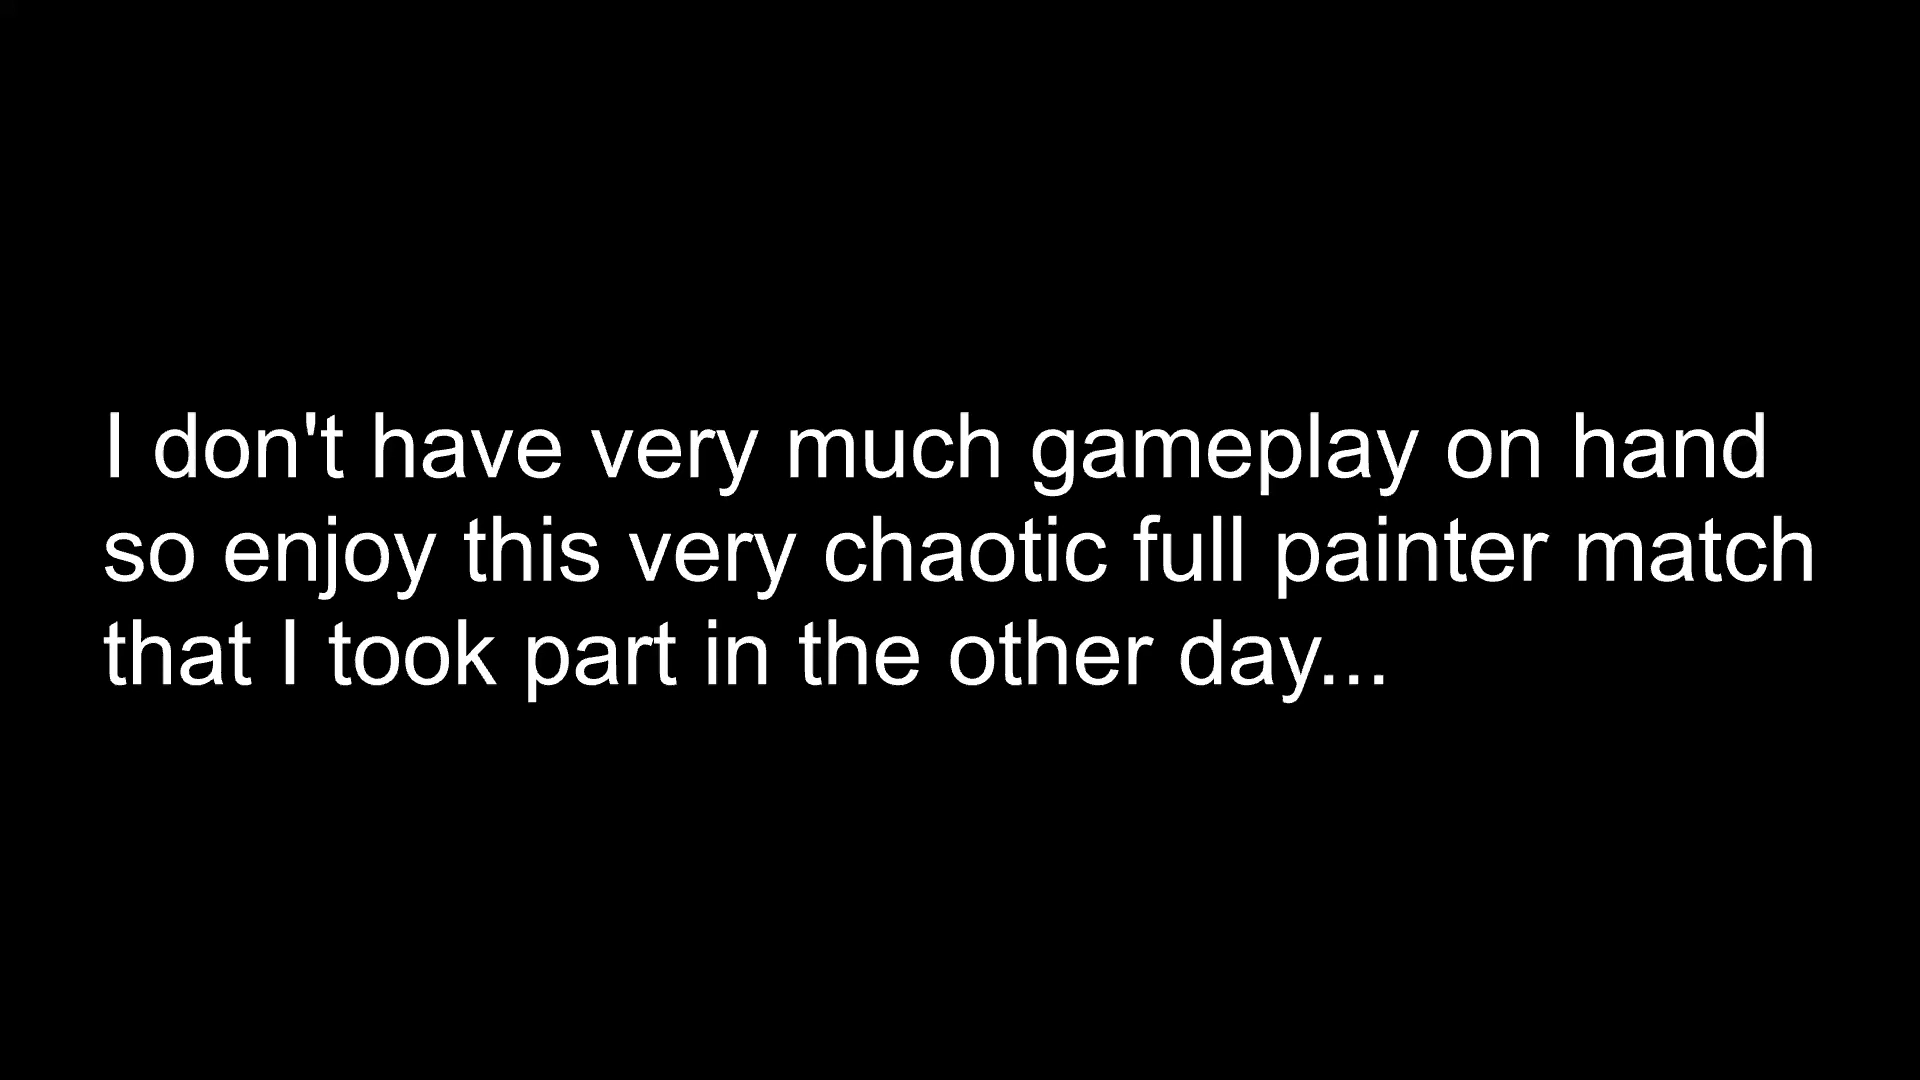 I don't have very much gameplay on hand
so enjoy this very chaotic full painter match
that I took part in the other day...